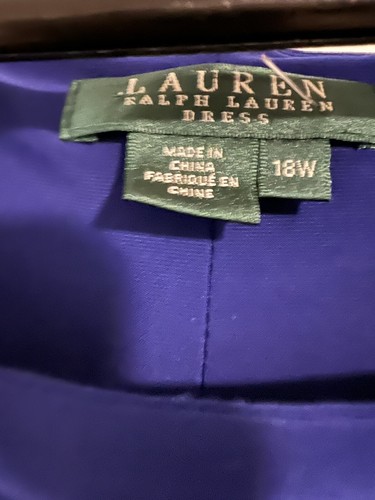 LAUREN
RALPH LAUREN
DRESS
MADE IN
CHINA
FABRIQUÉ EN
CHINE
18W